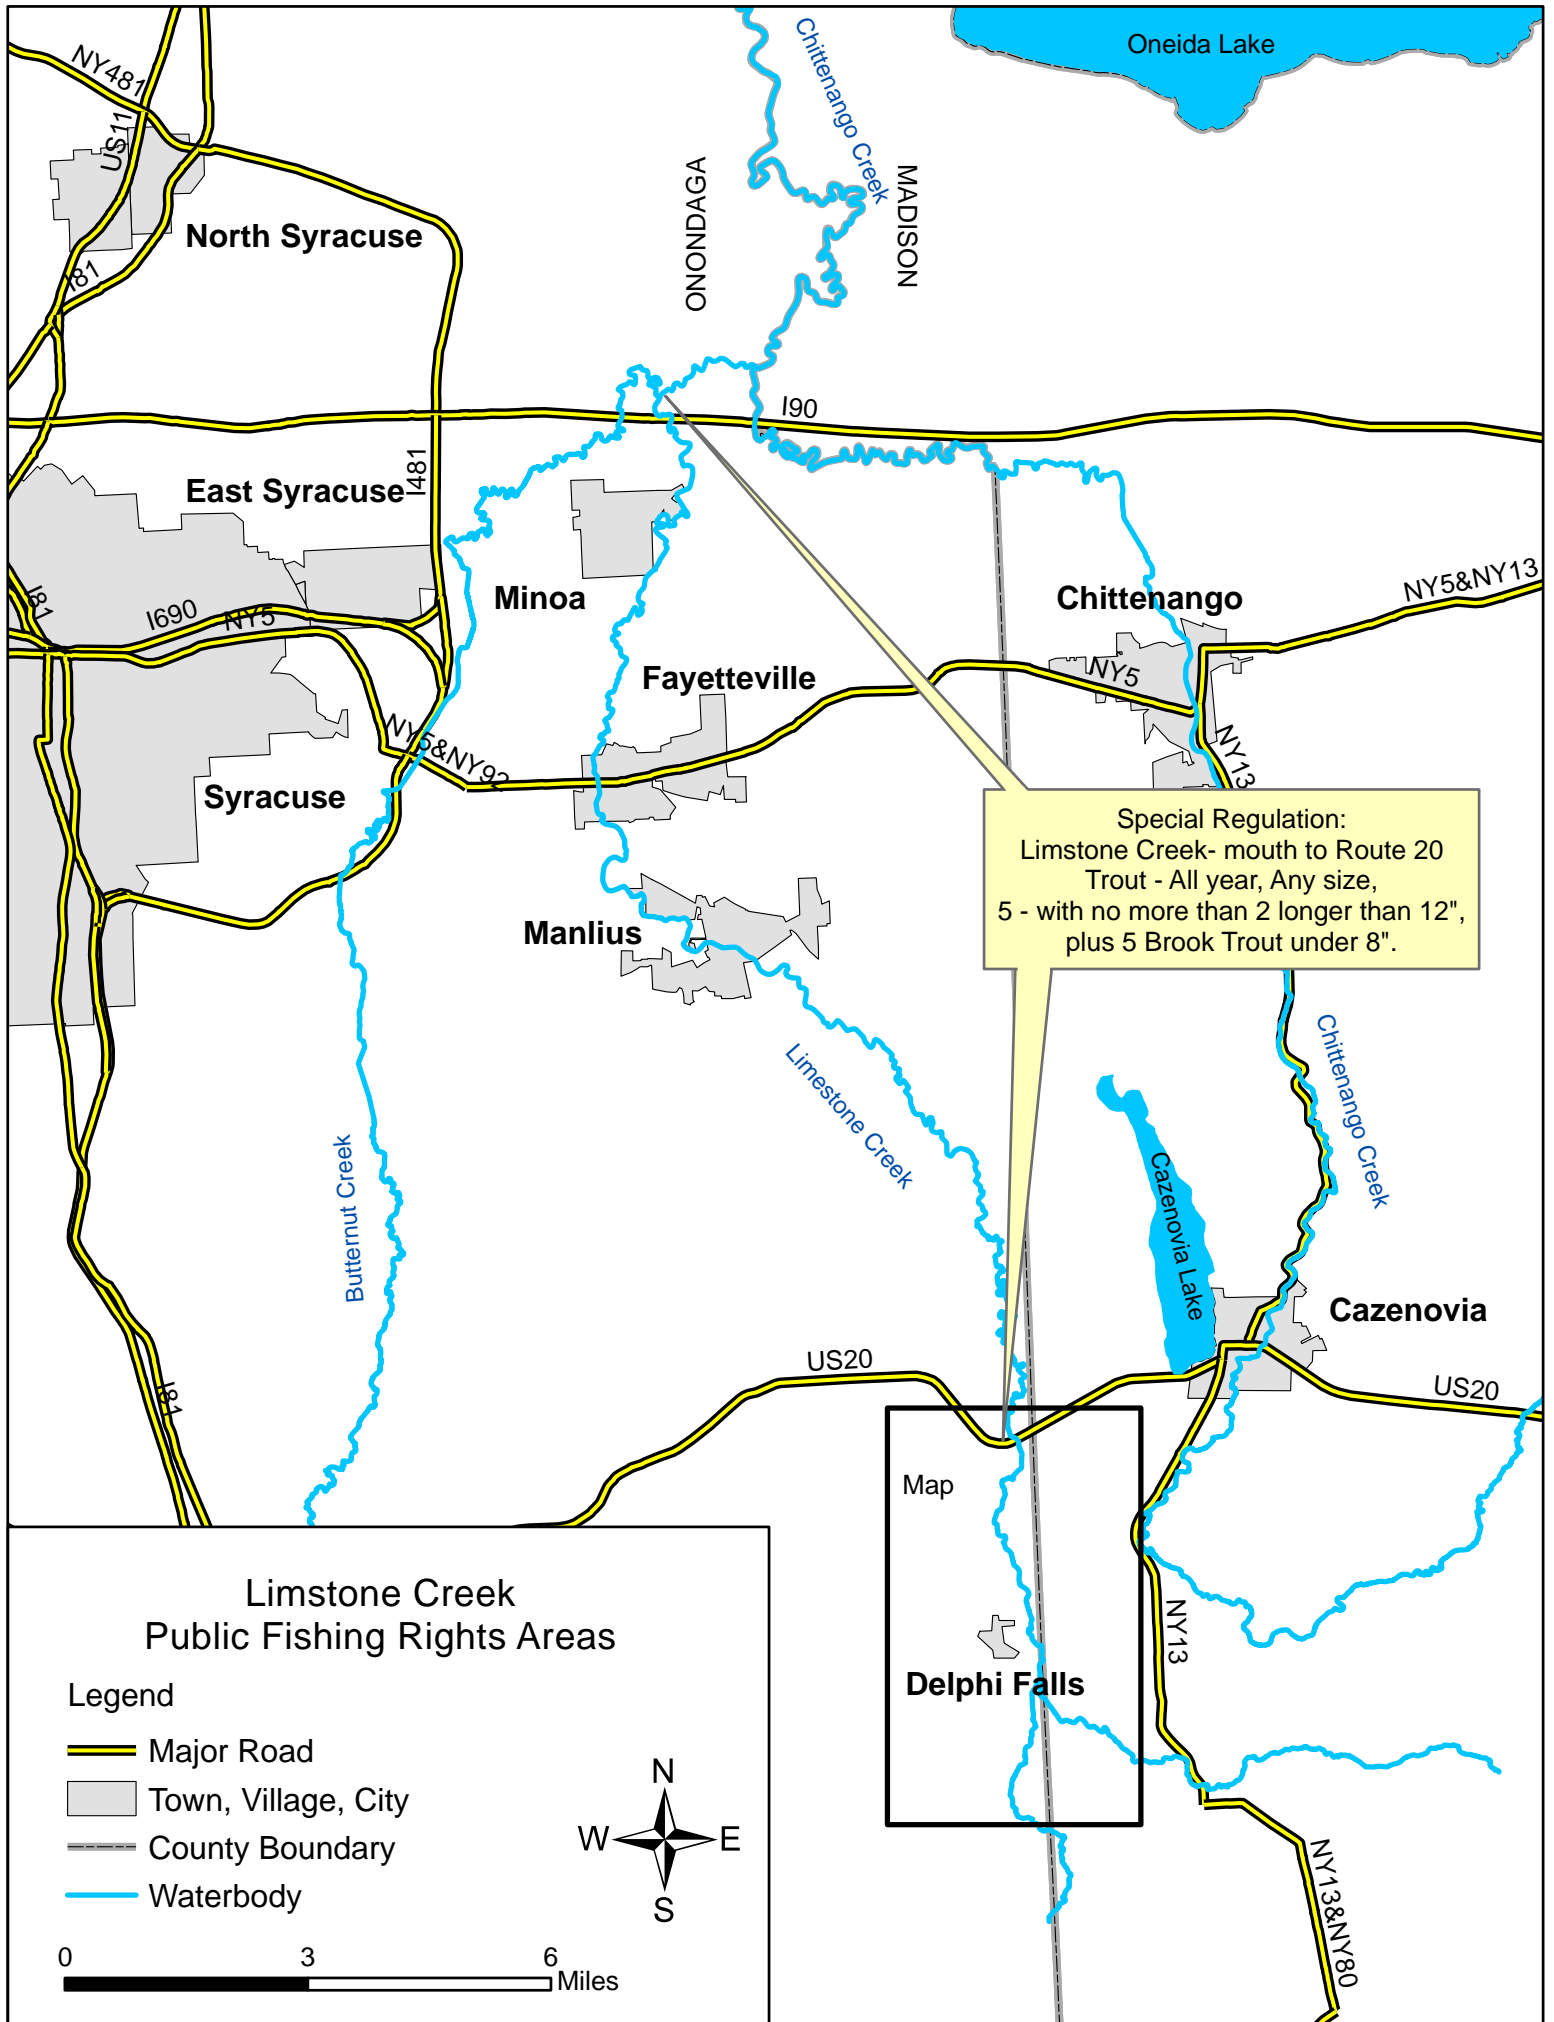 Oneida Lake
Chittenango Creek
NY481
US11
ONONDAGA
MADISON
North Syracuse
I81
I90
I481
East Syracuse
Minoa
Chittenango
NY5&NY13
I81
I690
NY5
Fayetteville
NY5
NY5&NY92
NY13
Syracuse
Special Regulation:
Limstone Creek- mouth to Route 20
Trout - All year, Any size,
5 - with no more than 2 longer than 12",
plus 5 Brook Trout under 8".
Manlius
Limestone Creek
Chittenango Creek
Butternut Creek
Cazenovia Lake
Cazenovia
US20
US20
I81
Map
NY13
Delphi Falls
NY13&NY80
Limstone Creek
Public Fishing Rights Areas
Legend
Major Road
Town, Village, City
County Boundary
Waterbody
N
W E
S
0 3 6
Miles